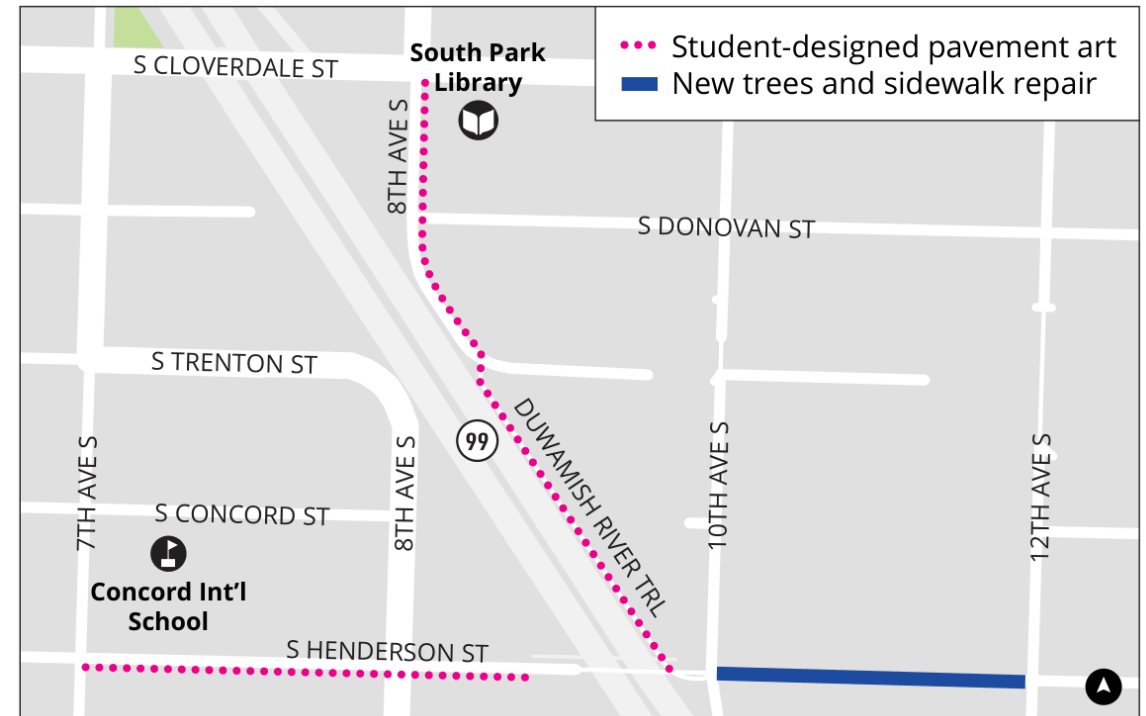 Student-designed pavement art
New trees and sidewalk repair
S CLOVERDALE ST
South Park
Library
8TH AVE S
S DONOVAN ST
S TRENTON ST
99
DUWAMISH RIVER TRL
7TH AVE S
8TH AVE S
10TH AVE S
12TH AVE S
S CONCORD ST
Concord Int'l
School
S HENDERSON ST